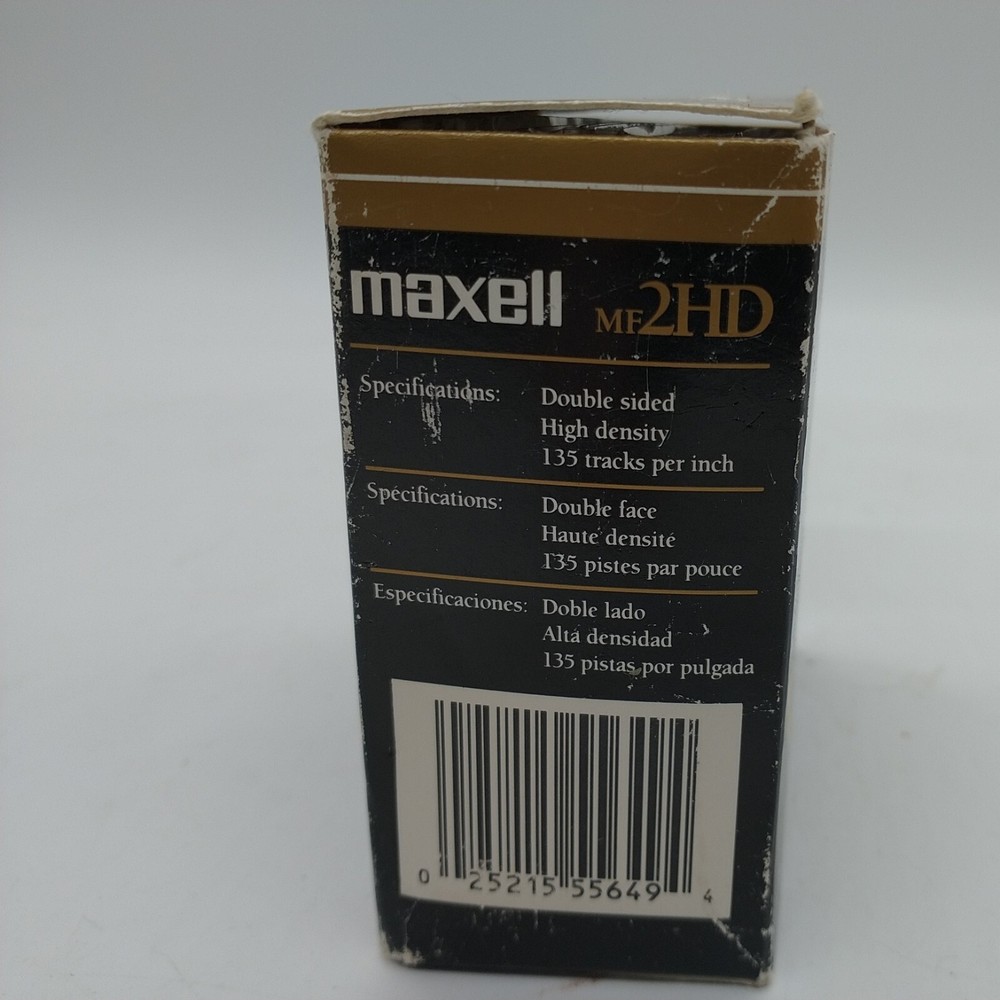 maxell MF2HD
Specifications: Double sided
High density
135 tracks per inch
Spécifications: Double face
Haute densité
135 pistes par pouce
Especificaciones: Doble lado
Alta densidad
135 pistas por pulgada
0 25215 55649 4